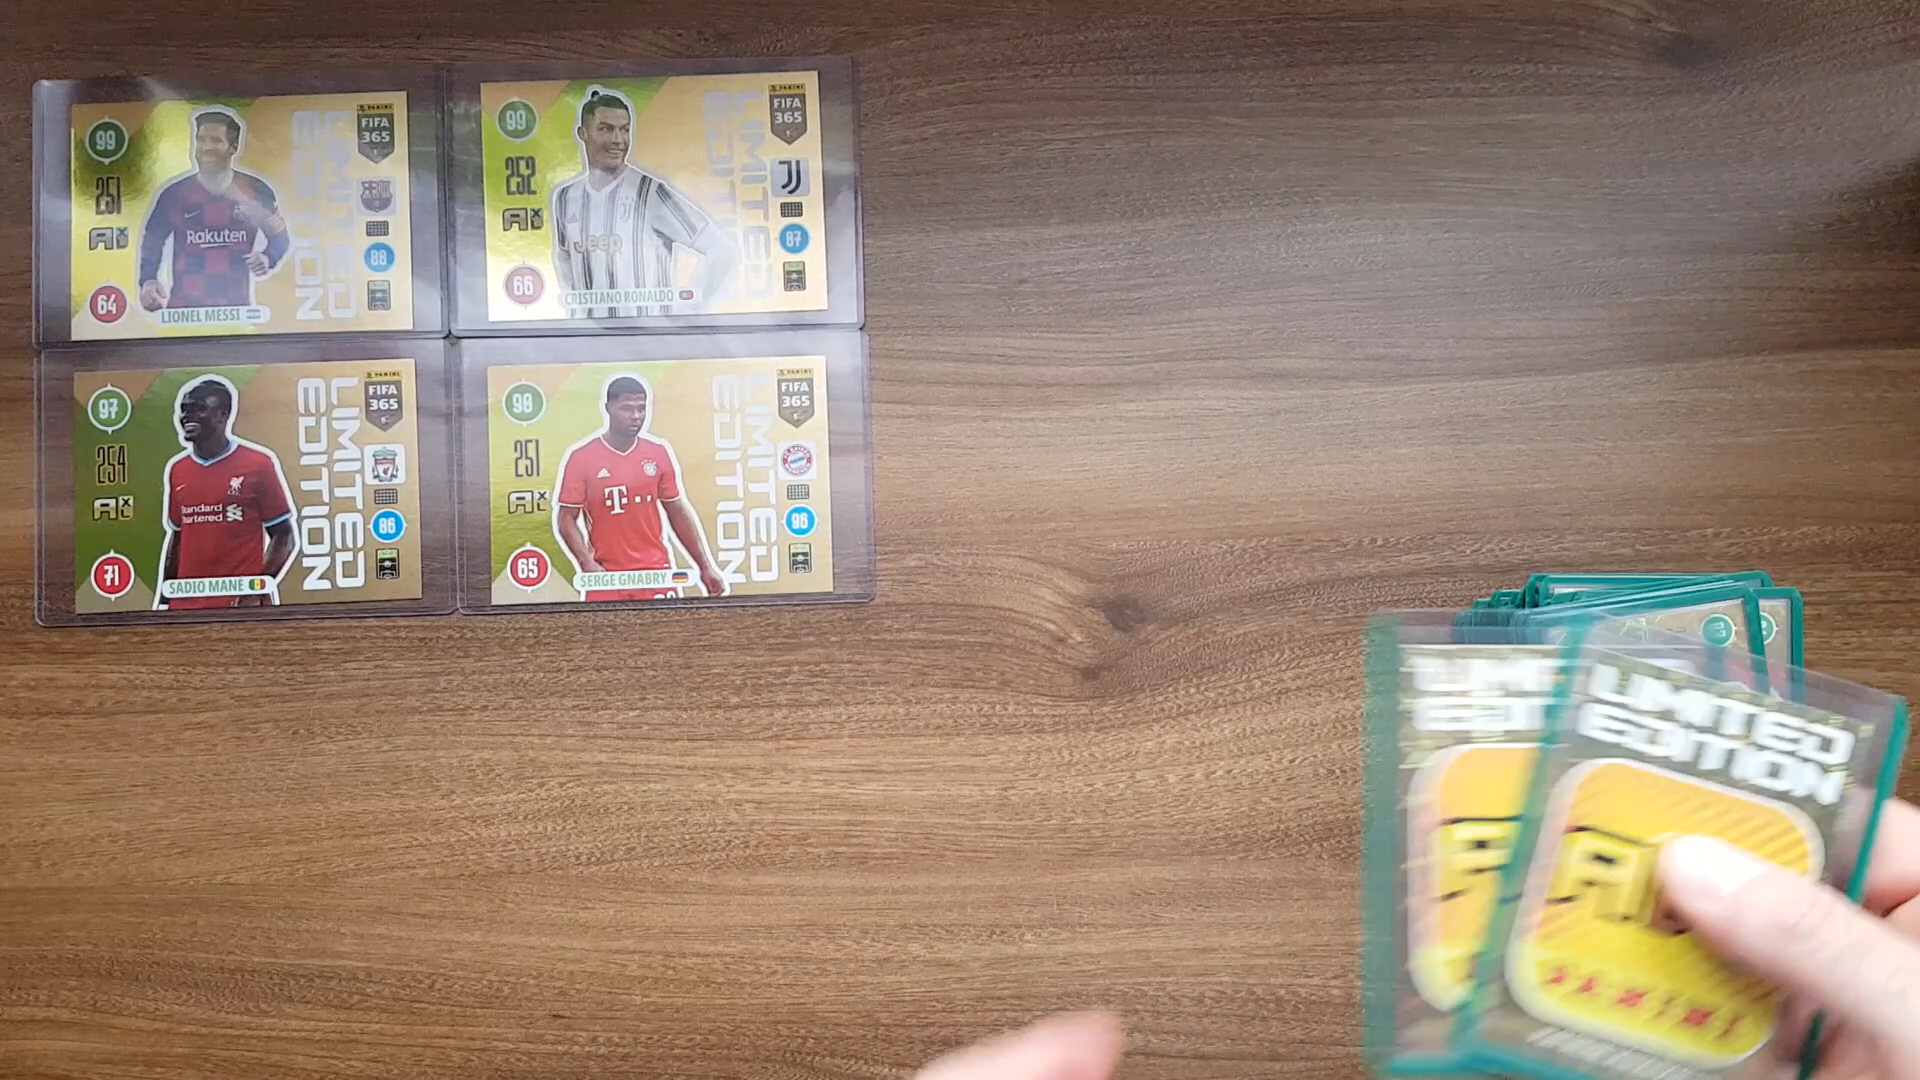 99
251
64
LIONEL MESSI
LIMITED
EDITION
Rakuten
PANINI
FIFA
365
88
99
252
66
CRISTIANO RONALDO
LIMITED
EDITION
Jeep
PANINI
FIFA
365
87
97
254
71
SADIO MANÉ
LIMITED
EDITION
Standard
Chartered
PANINI
FIFA
365
86
98
251
65
SERGE GNABRY
LIMITED
EDITION
T
PANINI
FIFA
365
96
LIMITED
EDITION
PANINI